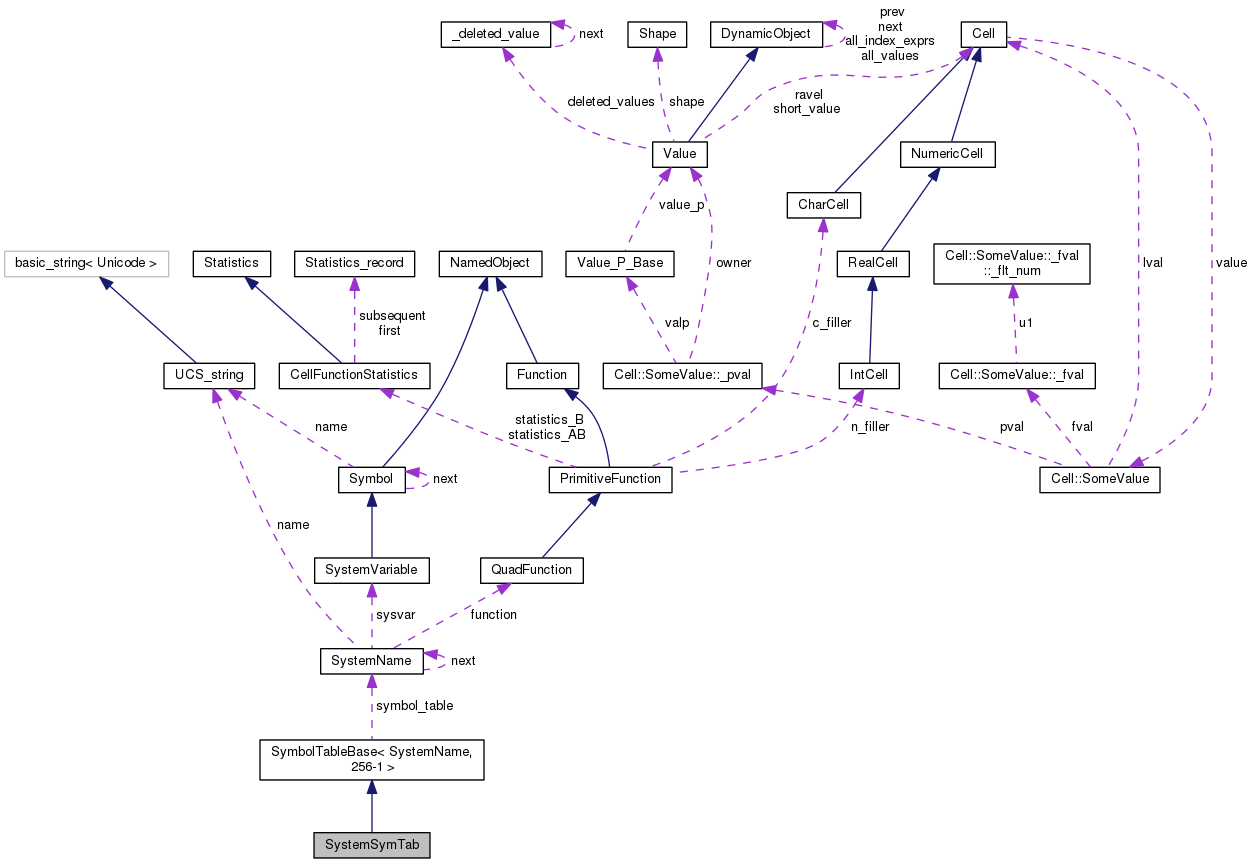 prev
next
all_index_exprs
all_values
_deleted_value
next
Shape
DynamicObject
Cell
deleted_values
shape
ravel
short_value
Value
NumericCell
CharCell
value_p
basic_string< Unicode >
Statistics
Statistics_record
NamedObject
Value_P_Base
owner
RealCell
Cell::SomeValue::_fval
::_flt_num
lval
value
subsequent
first
valp
c_filler
u1
UCS_string
CellFunctionStatistics
Function
Cell::SomeValue::_pval
IntCell
Cell::SomeValue::_fval
name
statistics_B
statistics_AB
n_filler
pval
fval
Symbol
next
PrimitiveFunction
Cell::SomeValue
name
SystemVariable
QuadFunction
sysvar
function
SystemName
next
symbol_table
SymbolTableBase< SystemName,
256-1 >
SystemSymTab